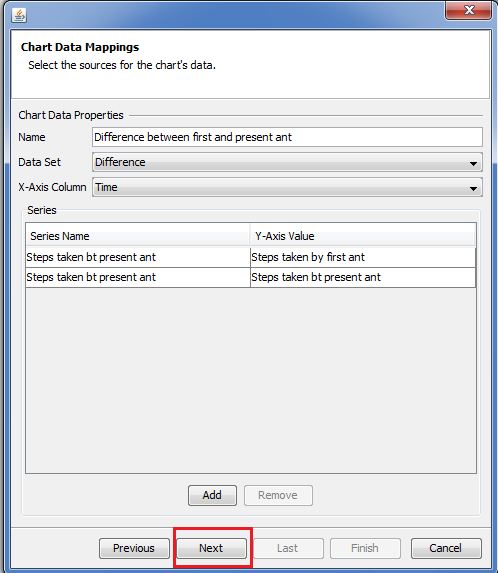 Chart Data Mappings
Select the sources for the chart's data.
Chart Data Properties
Name Difference between first and present ant
Data Set Difference
X-Axis Column Time
Series
Series Name Y-Axis Value
Steps taken bt present ant Steps taken by first ant
Steps taken bt present ant Steps taken bt present ant
Add Remove
Previous Next Last Finish Cancel